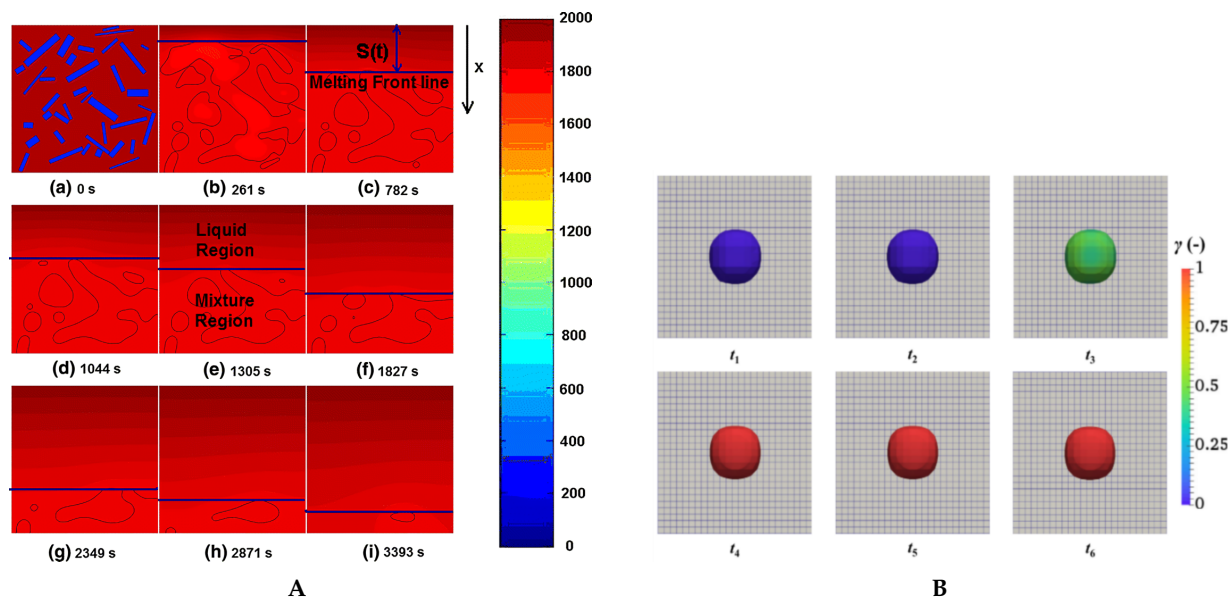 S(t)
x
Melting Front line
(a) 0 s
(b) 261 s
(c) 782 s
Liquid
Region
Mixture
Region
(d) 1044 s
(e) 1305 s
(f) 1827 s
(g) 2349 s
(h) 2871 s
(i) 3393 s
2000
1800
1600
1400
1200
1000
800
600
400
200
0
A
t1
t2
t3
t4
t5
t6
γ (-)
1
0.75
0.5
0.25
0
B